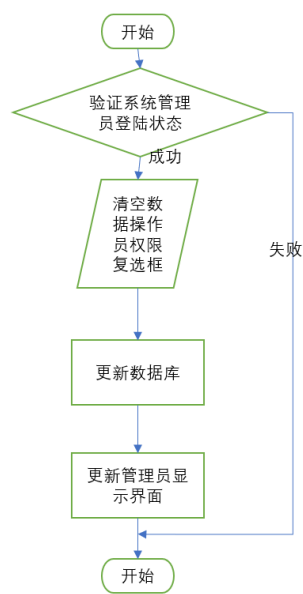 开始
验证系统管理
员登陆状态
成功
清空数
据操作
员权限
复选框
失败
更新数据库
更新管理员显
示界面
开始